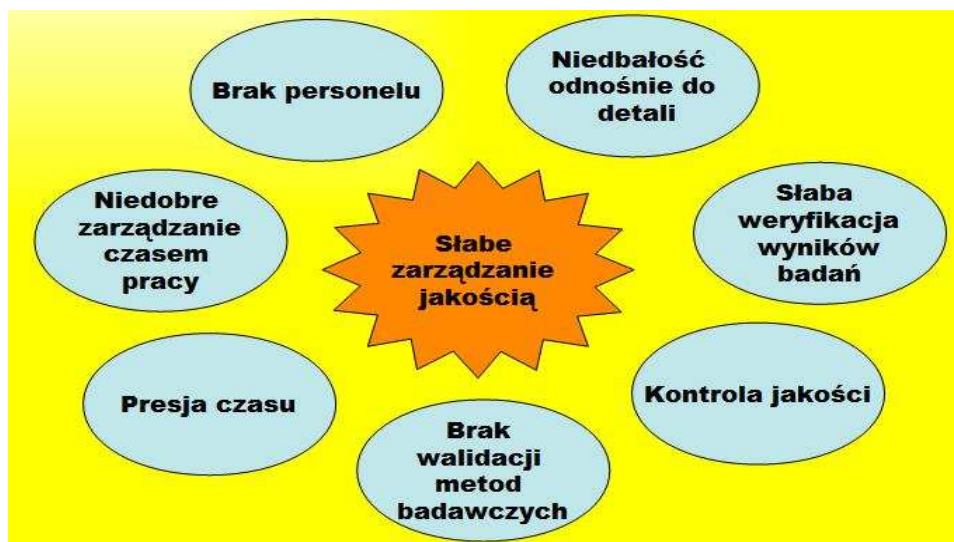 Brak personelu
Niedbałość
odnośnie do
detali
Niedobre
zarządzanie
czasem
pracy
Słabe
zarządzanie
jakością
Słaba
weryfikacja
wyników
badań
Presja czasu
Kontrola jakości
Brak
walidacji
metod
badawczych